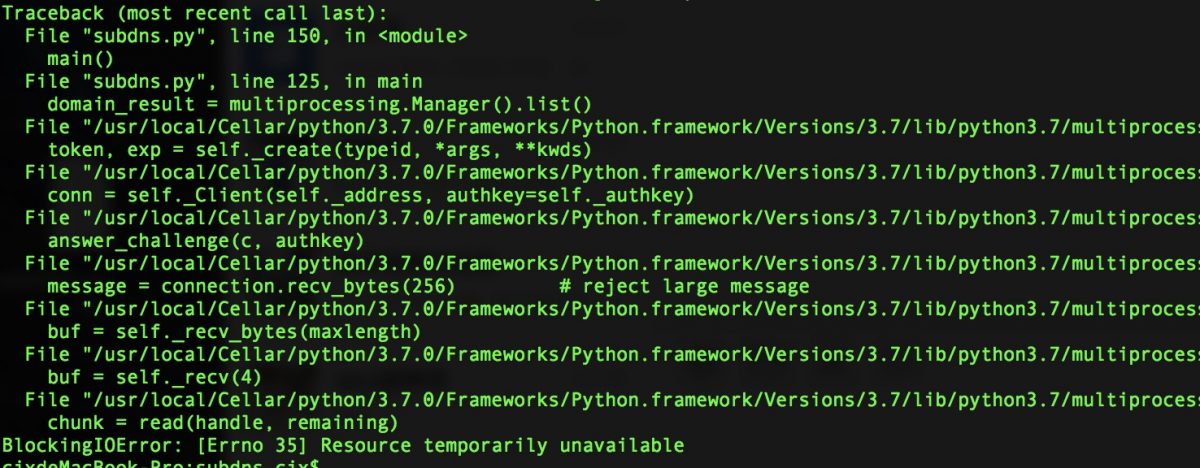 Traceback (most recent call last):
  File "subdns.py", line 150, in <module>
    main()
  File "subdns.py", line 125, in main
    domain_result = multiprocessing.Manager().list()
  File "/usr/local/Cellar/python/3.7.0/Frameworks/Python.framework/Versions/3.7/lib/python3.7/multiprocess
    token, exp = self._create(typeid, *args, **kwds)
  File "/usr/local/Cellar/python/3.7.0/Frameworks/Python.framework/Versions/3.7/lib/python3.7/multiprocess
    conn = self._Client(self._address, authkey=self._authkey)
  File "/usr/local/Cellar/python/3.7.0/Frameworks/Python.framework/Versions/3.7/lib/python3.7/multiprocess
    answer_challenge(c, authkey)
  File "/usr/local/Cellar/python/3.7.0/Frameworks/Python.framework/Versions/3.7/lib/python3.7/multiprocess
    message = connection.recv_bytes(256)         # reject large message
  File "/usr/local/Cellar/python/3.7.0/Frameworks/Python.framework/Versions/3.7/lib/python3.7/multiprocess
    buf = self._recv_bytes(maxlength)
  File "/usr/local/Cellar/python/3.7.0/Frameworks/Python.framework/Versions/3.7/lib/python3.7/multiprocess
    buf = self._recv(4)
  File "/usr/local/Cellar/python/3.7.0/Frameworks/Python.framework/Versions/3.7/lib/python3.7/multiprocess
    chunk = read(handle, remaining)
BlockingIOError: [Errno 35] Resource temporarily unavailable